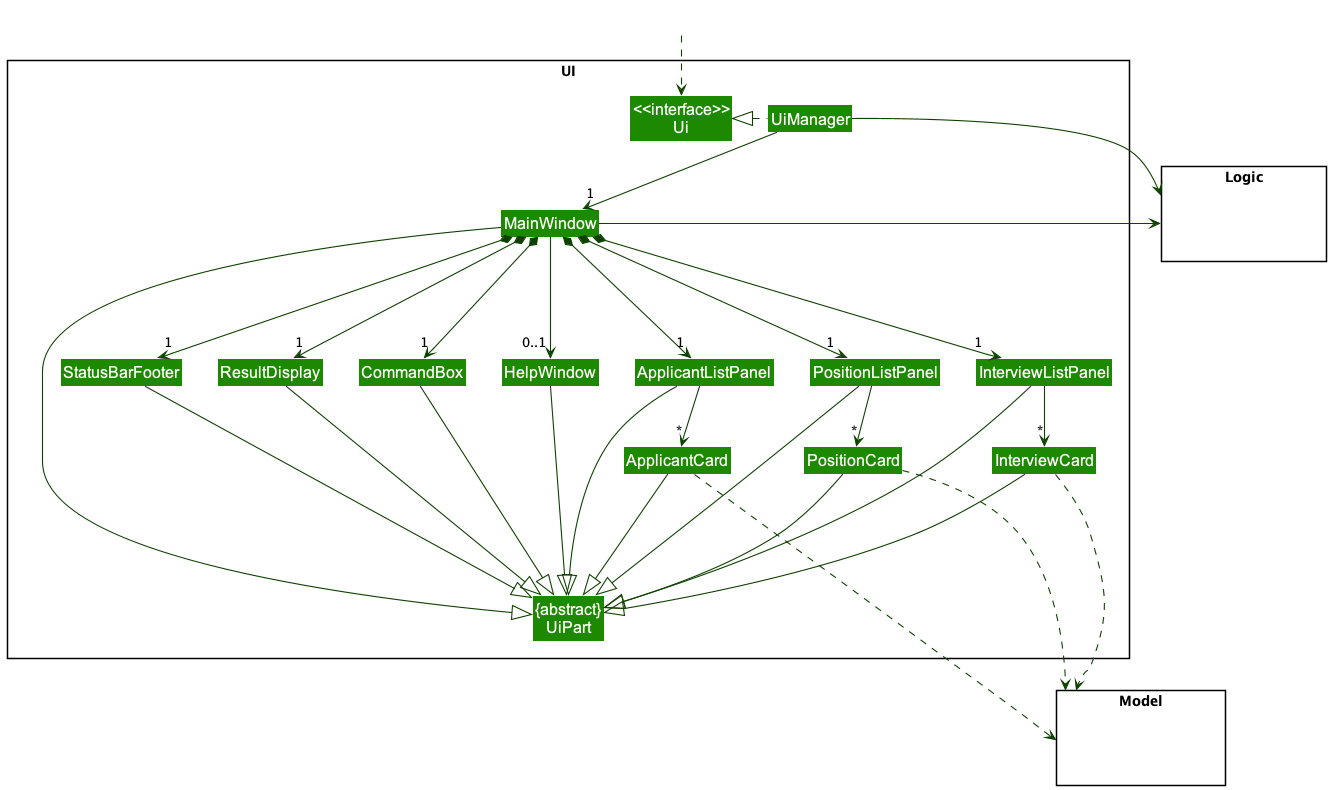 UI
<<interface>>
Ui
UiManager
Logic
1
MainWindow
1
1
1
0..1
1
1
1
StatusBarFooter
ResultDisplay
CommandBox
HelpWindow
ApplicantListPanel
PositionListPanel
InterviewListPanel
*
*
*
ApplicantCard
PositionCard
InterviewCard
{abstract}
UiPart
Model